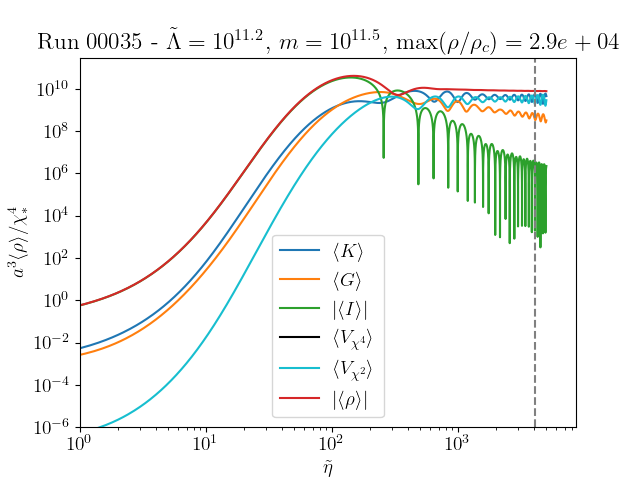 Run 00035 - Λ̃ = 10^{11.2}, m = 10^{11.5}, max(ρ/ρ_c) = 2.9e + 04
a³⟨ρ⟩/χ_*⁴
10^{10}
10^{8}
10^{6}
10^{4}
10^{2}
10^{0}
10^{−2}
10^{−4}
10^{−6}
⟨K⟩
⟨G⟩
|⟨I⟩|
⟨V_{χ⁴}⟩
⟨V_{χ²}⟩
|⟨ρ⟩|
10^{0} 10^{1} 10^{2} 10^{3}
η̃